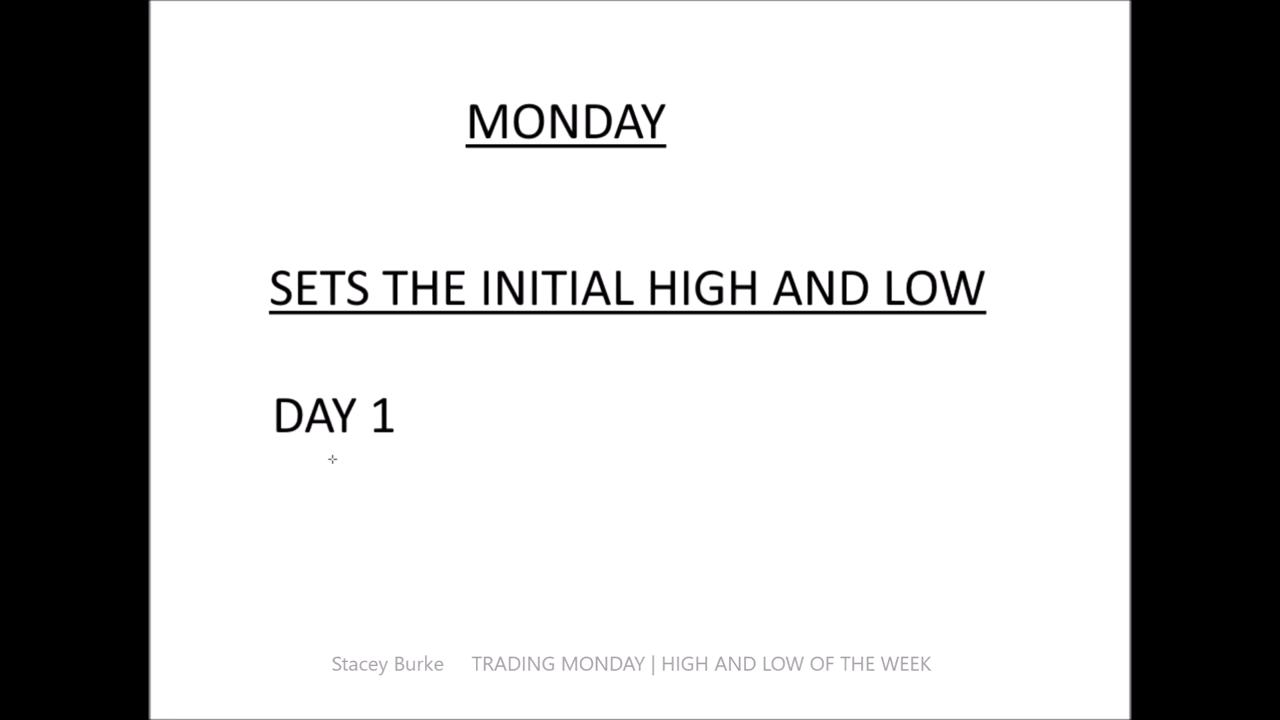 MONDAY
SETS THE INITIAL HIGH AND LOW
DAY 1
Stacey Burke TRADING MONDAY | HIGH AND LOW OF THE WEEK